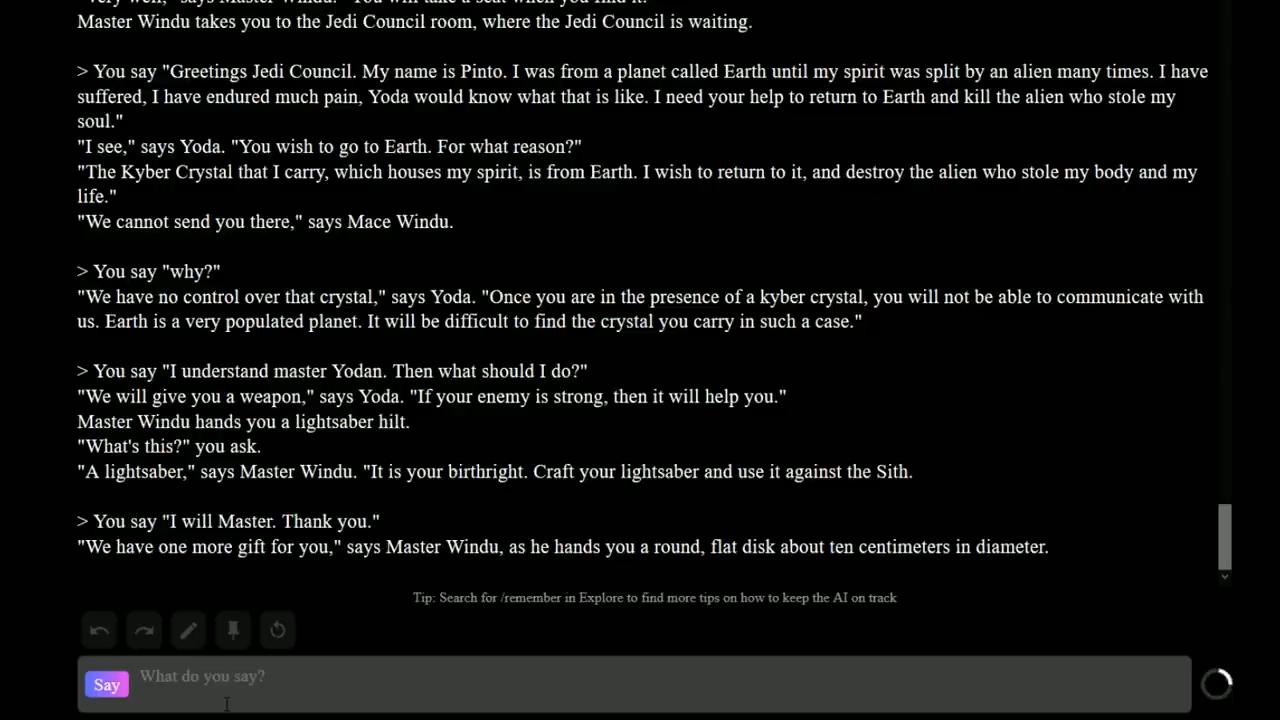 "Very well," says Master Windu. "You will take a seat when you find it."
Master Windu takes you to the Jedi Council room, where the Jedi Council is waiting.
> You say "Greetings Jedi Council. My name is Pinto. I was from a planet called Earth until my spirit was split by an alien many times. I have
suffered, I have endured much pain, Yoda would know what that is like. I need your help to return to Earth and kill the alien who stole my
soul."
"I see," says Yoda. "You wish to go to Earth. For what reason?"
"The Kyber Crystal that I carry, which houses my spirit, is from Earth. I wish to return to it, and destroy the alien who stole my body and my
life."
"We cannot send you there," says Mace Windu.
> You say "why?"
"We have no control over that crystal," says Yoda. "Once you are in the presence of a kyber crystal, you will not be able to communicate with
us. Earth is a very populated planet. It will be difficult to find the crystal you carry in such a case."
> You say "I understand master Yodan. Then what should I do?"
"We will give you a weapon," says Yoda. "If your enemy is strong, then it will help you."
Master Windu hands you a lightsaber hilt.
"What's this?" you ask.
"A lightsaber," says Master Windu. "It is your birthright. Craft your lightsaber and use it against the Sith.
> You say "I will Master. Thank you."
"We have one more gift for you," says Master Windu, as he hands you a round, flat disk about ten centimeters in diameter.
Tip: Search for /remember in Explore to find more tips on how to keep the AI on track
Say What do you say?